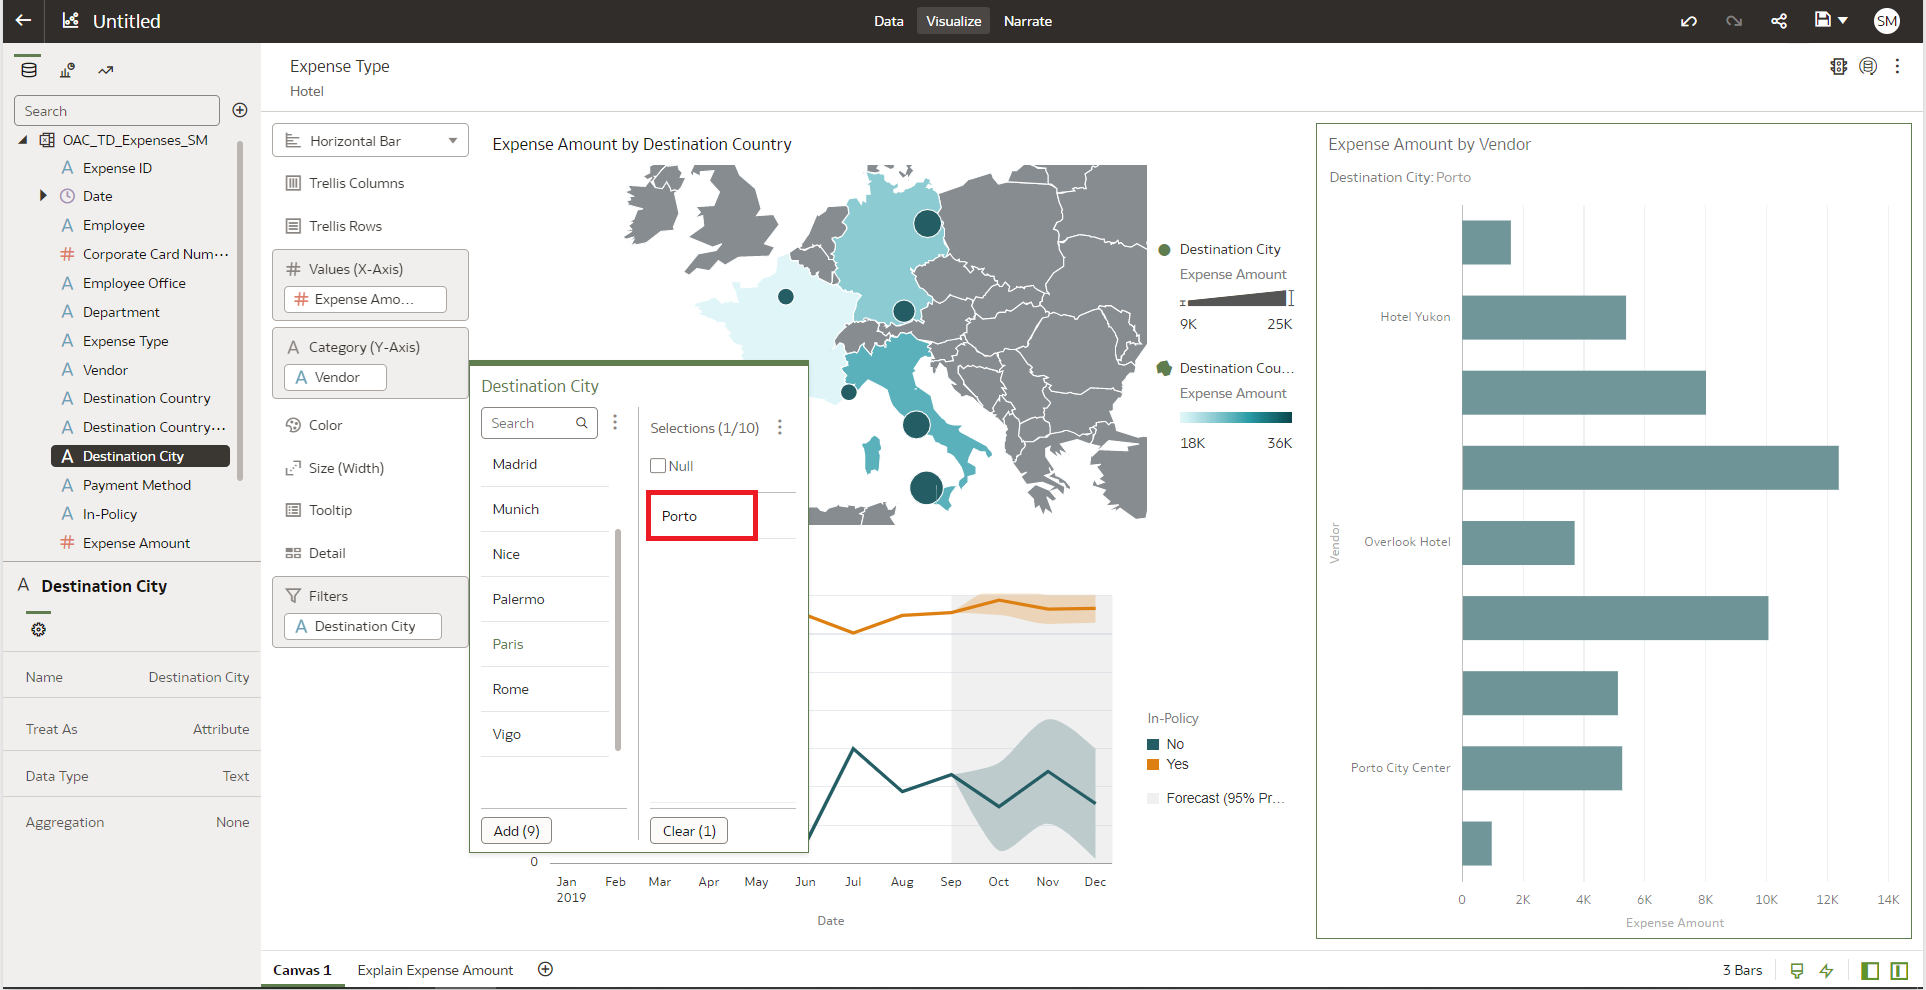 Untitled
Data
Visualize
Narrate
SM
Search
OAC_TD_Expenses_SM
A Expense ID
Date
A Employee
# Corporate Card Num···
A Employee Office
A Department
A Expense Type
A Vendor
A Destination Country
A Destination Country···
A Destination City
A Payment Method
A In-Policy
# Expense Amount
A Destination City
Name Destination City
Treat As Attribute
Data Type Text
Aggregation None
Expense Type
Hotel
Horizontal Bar
Trellis Columns
Trellis Rows
# Values (X-Axis)
# Expense Amo...
A Category (Y-Axis)
A Vendor
Color
Size (Width)
Tooltip
Detail
Filters
A Destination City
Expense Amount by Destination Country
Destination City
Expense Amount
9K 25K
Destination Cou...
Expense Amount
18K 36K
Destination City
Search
Madrid
Munich
Nice
Palermo
Paris
Rome
Vigo
Add (9)
Selections (1/10)
Null
Porto
Clear (1)
0
Jan Feb Mar Apr May Jun Jul Aug Sep Oct Nov Dec
2019
Date
In-Policy
No
Yes
Forecast (95% Pr...
Expense Amount by Vendor
Destination City: Porto
Hotel Yukon
Overlook Hotel
Porto City Center
Vendor
0 2K 4K 6K 8K 10K 12K 14K
Expense Amount
Canvas 1
Explain Expense Amount
3 Bars